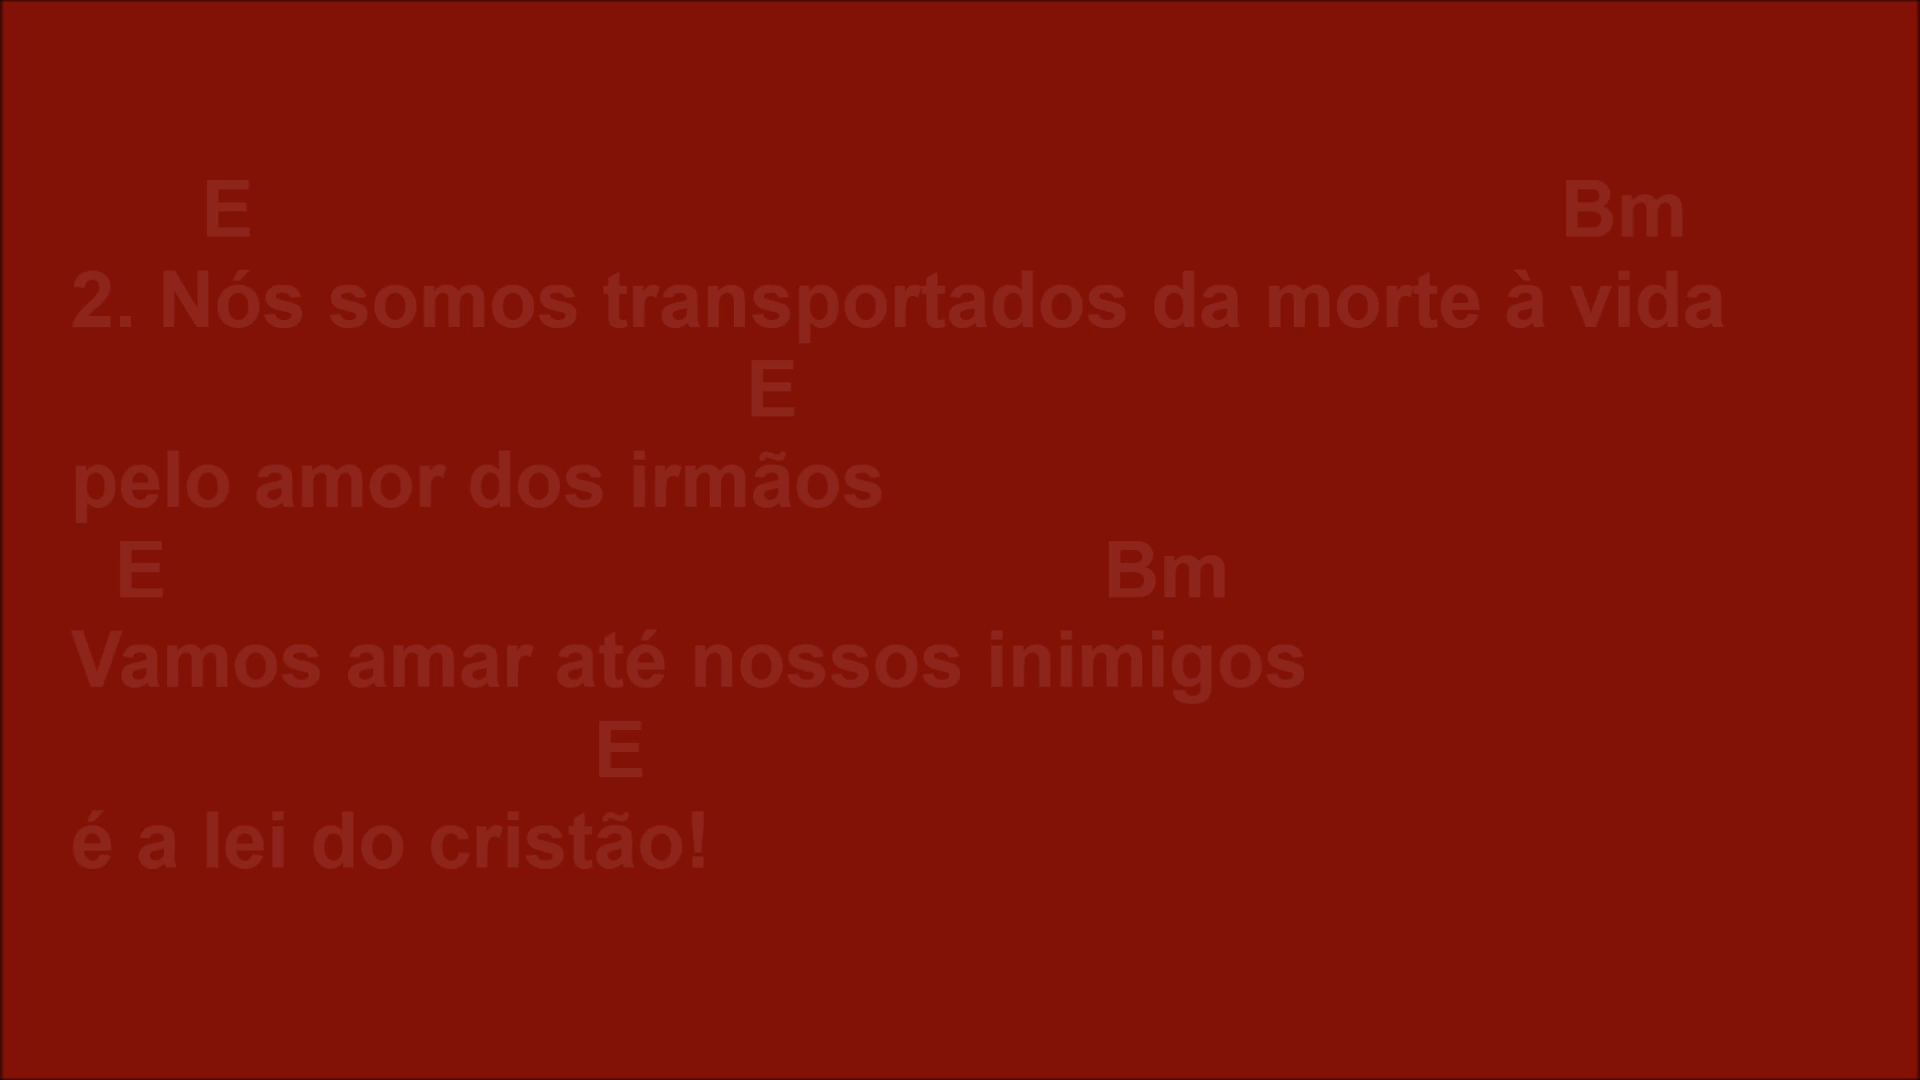 E Bm
2. Nós somos transportados da morte à vida
E
pelo amor dos irmãos
E Bm
Vamos amar até nossos inimigos
E
é a lei do cristão!